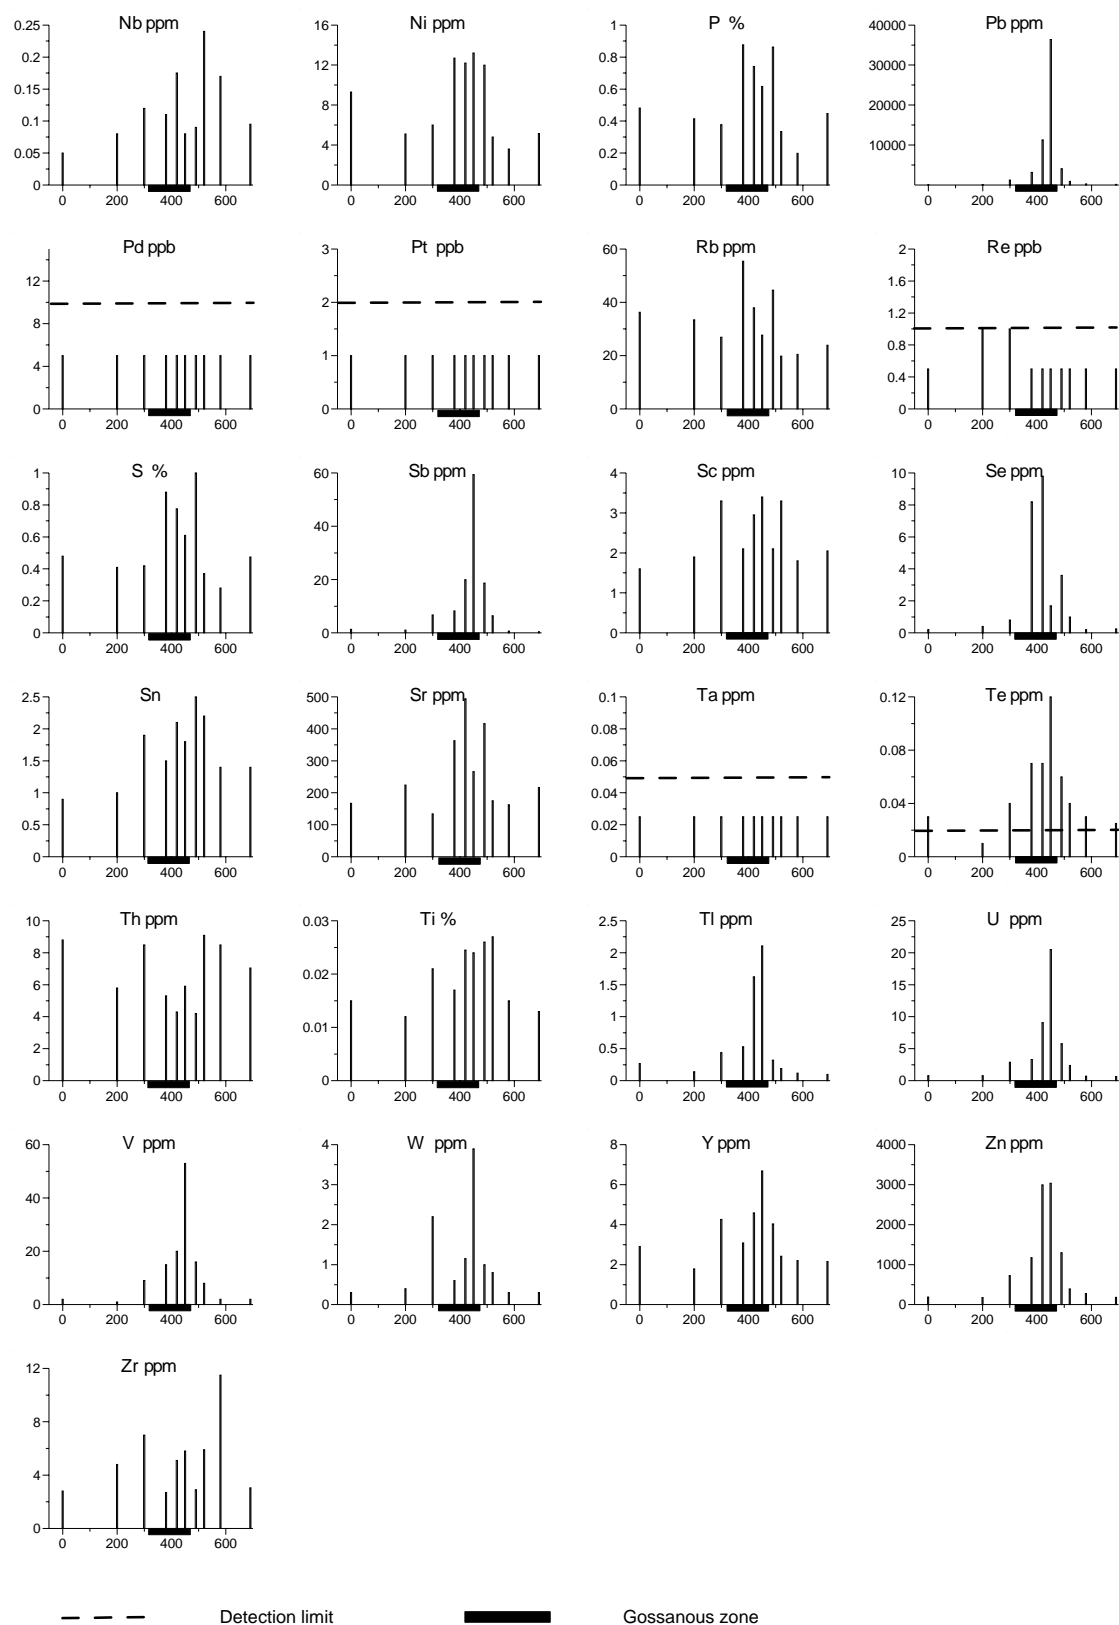 Nb ppm Ni ppm P % Pb ppm
0.25 16 1 40000
0.2 12 0.8 30000
0.15 0.6
0.1 8 0.4 20000
0.05 4 0.2 10000
0 0 0
0 200 400 600 0 200 400 600 0 200 400 600 0 200 400 600
Pd ppb Pt ppb Rb ppm Re ppb
12 3 60 2
8 2 40 1.6
4 1 20 1.2
0 0 0.8
0.4
0
0 200 400 600 0 200 400 600 0 200 400 600 0 200 400 600
S % Sb ppm Sc ppm Se ppm
1 60 4 10
0.8 40 3 8
0.6 2 6
0.4 20 1 4
0.2 2
0 0 0 0
0 200 400 600 0 200 400 600 0 200 400 600 0 200 400 600
Sn Sr ppm Ta ppm Te ppm
2.5 500 0.1 0.12
2 400 0.08 0.08
1.5 300 0.06
1 200 0.04 0.04
0.5 100 0.02
0 0 0 0
0 200 400 600 0 200 400 600 0 200 400 600 0 200 400 600
Th ppm Ti % Tl ppm U ppm
10 0.03 2.5 25
8 2 20
6 0.02 1.5 15
4 0.01 1 10
2 0.5 5
0 0 0 0
0 200 400 600 0 200 400 600 0 200 400 600 0 200 400 600
V ppm W ppm Y ppm Zn ppm
60 4 8 4000
40 3 6 3000
20 2 4 2000
1 2 1000
0 0 0 0
0 200 400 600 0 200 400 600 0 200 400 600 0 200 400 600
Zr ppm
12
8
4
0
0 200 400 600
Detection limit Gossanous zone